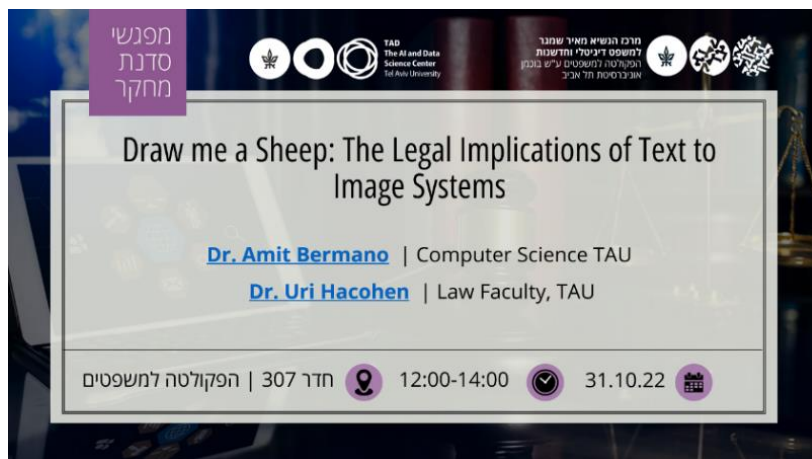 מפגשי
סדנת
מחקר
TAD
The AI and Data
Science Center
Tel Aviv University
מרכז הנשיא מאיר שמגר
למשפט דיגיטלי וחדשנות
הפקולטה למשפטים ע"ש בוכמן
אוניברסיטת תל אביב
Draw me a Sheep: The Legal Implications of Text to
Image Systems
Dr. Amit Bermano | Computer Science TAU
Dr. Uri Hacohen | Law Faculty, TAU
31.10.22
12:00-14:00
חדר 307 | הפקולטה למשפטים